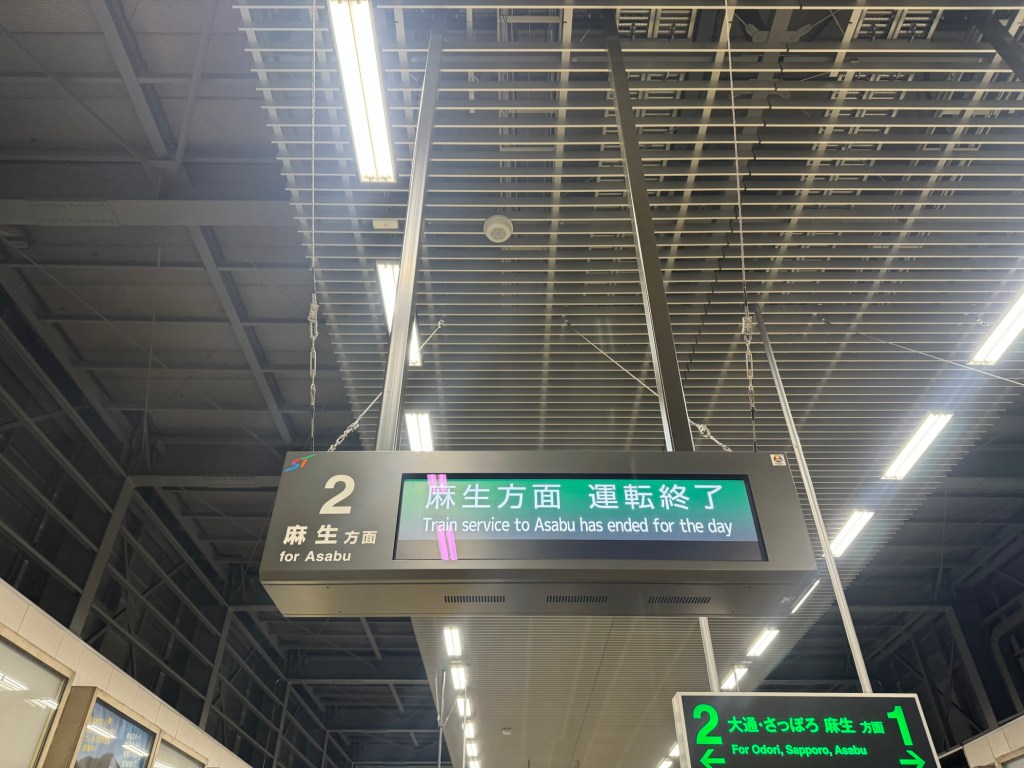 ST
2
麻生方面
for Asabu
麻生方面 運転終了
Train service to Asabu has ended for the day
2 大通・さっぽろ 麻生 方面 1
← For Odori, Sapporo, Asabu →